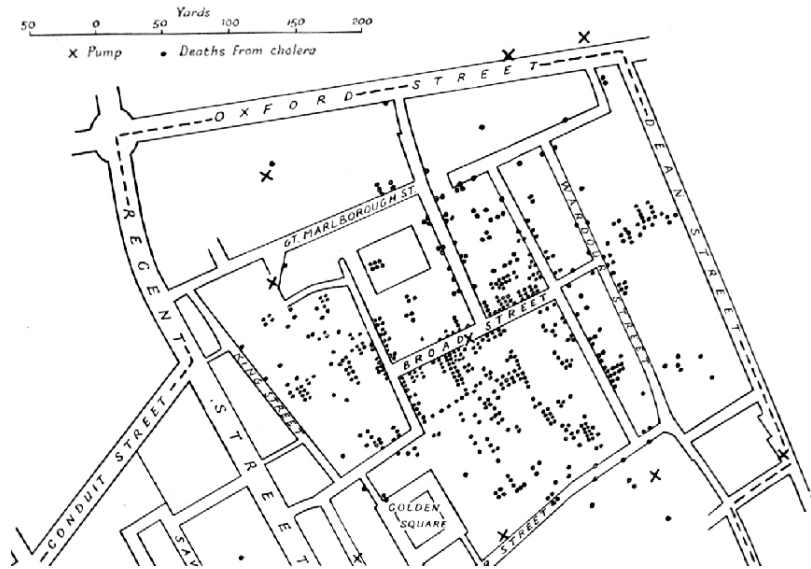 Yards
50 0 50 100 150 200
x Pump • Deaths from cholera
OXFORD STREET
REGENT STREET
DEAN STREET
GT. MARLBOROUGH ST.
WARDOUR STREET
BROAD STREET
KING STREET
CONDUIT STREET
GOLDEN
SQUARE
STREET